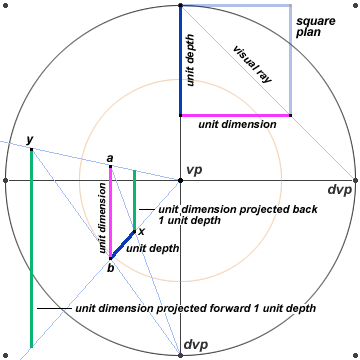 square
plan
unit depth
visual ray
unit dimension
y
a
vp
dvp
unit dimension
x
unit dimension projected back
1 unit depth
unit depth
b
unit dimension projected forward 1 unit depth
dvp